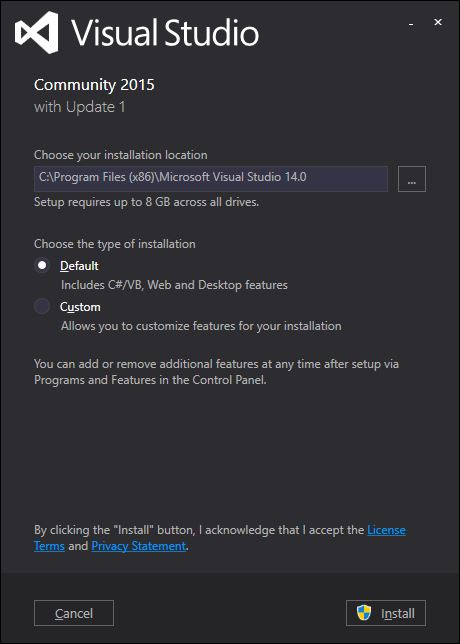 Visual Studio
Community 2015
with Update 1
Choose your installation location
C:\Program Files (x86)\Microsoft Visual Studio 14.0
...
Setup requires up to 8 GB across all drives.
Choose the type of installation
Default
Includes C#/VB, Web and Desktop features
Custom
Allows you to customize features for your installation
You can add or remove additional features at any time after setup via
Programs and Features in the Control Panel.
By clicking the "Install" button, I acknowledge that I accept the License
Terms and Privacy Statement.
Cancel
Install